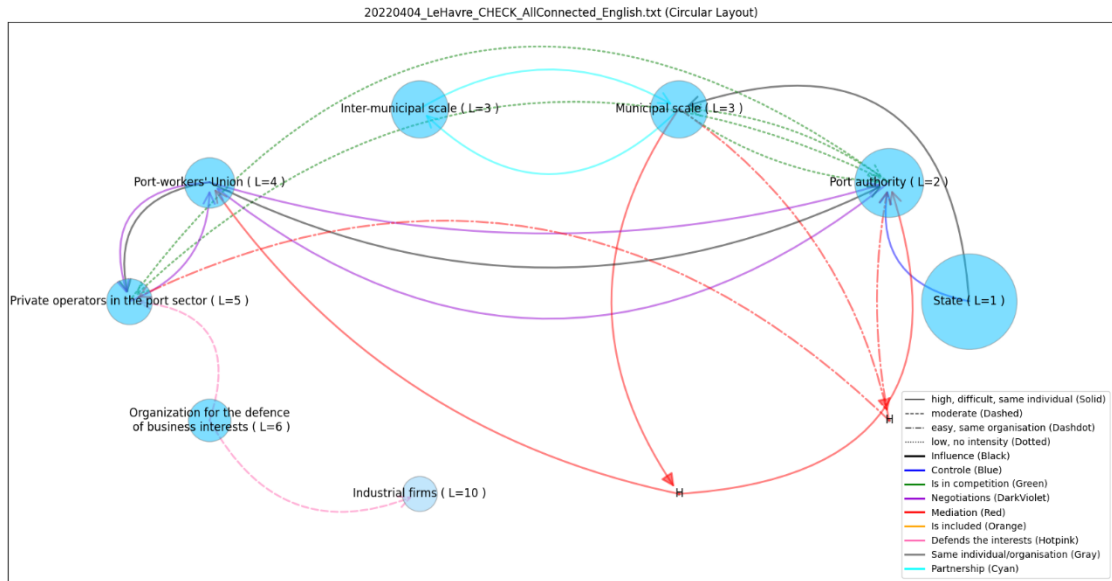 20220404_LeHavre_CHECK_AllConnected_English.txt (Circular Layout)
Inter-municipal scale ( L=3 )
Municipal scale ( L=3 )
Port-workers' Union ( L=4 )
Port authority ( L=2 )
Private operators in the port sector ( L=5 )
State ( L=1 )
Organization for the defence
of business interests ( L=6 )
H
Industrial firms ( L=10 )
H
high, difficult, same individual (Solid)
moderate (Dashed)
easy, same organisation (Dashdot)
low, no intensity (Dotted)
Influence (Black)
Controle (Blue)
Is in competition (Green)
Negotiations (DarkViolet)
Mediation (Red)
Is included (Orange)
Defends the interests (Hotpink)
Same individual/organisation (Gray)
Partnership (Cyan)